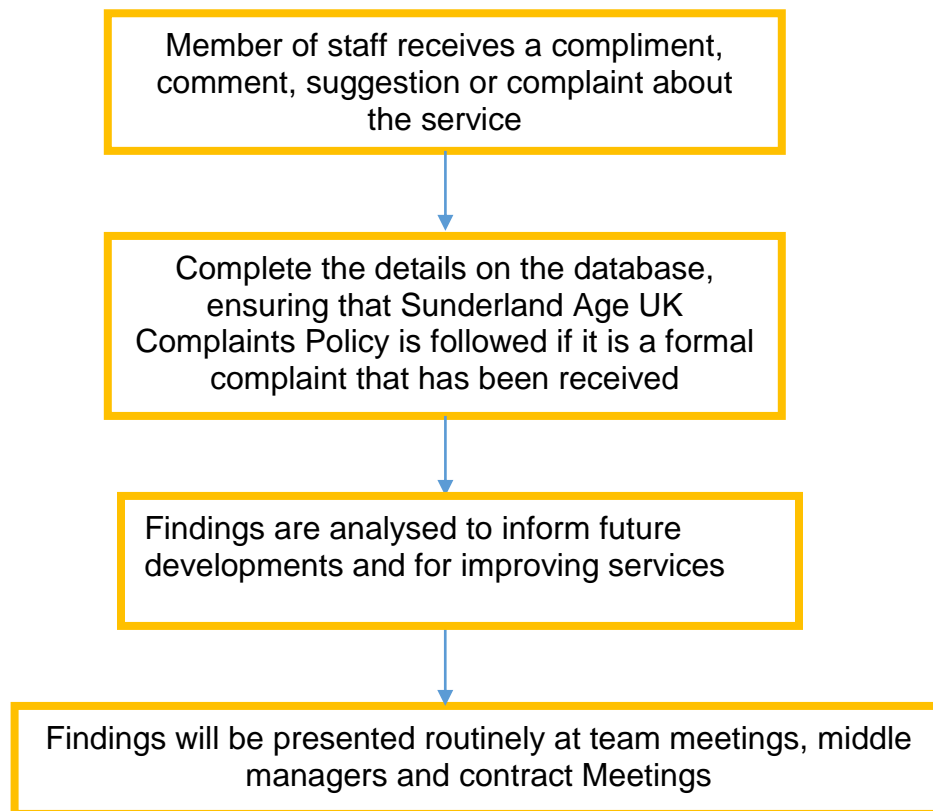 Member of staff receives a compliment,
comment, suggestion or complaint about
the service
Complete the details on the database,
ensuring that Sunderland Age UK
Complaints Policy is followed if it is a formal
complaint that has been received
Findings are analysed to inform future
developments and for improving services
Findings will be presented routinely at team meetings, middle
managers and contract Meetings